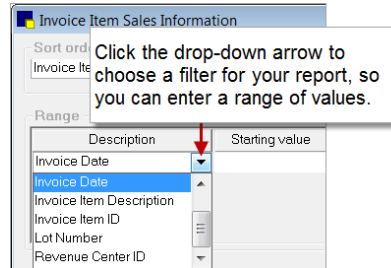 Invoice Item Sales Information
Sort ord
Invoice Ite
Click the drop-down arrow to
choose a filter for your report, so
you can enter a range of values.
Range
Description Starting value
Invoice Date
Invoice Date
Invoice Item Description
Invoice Item ID
Lot Number
Revenue Center ID